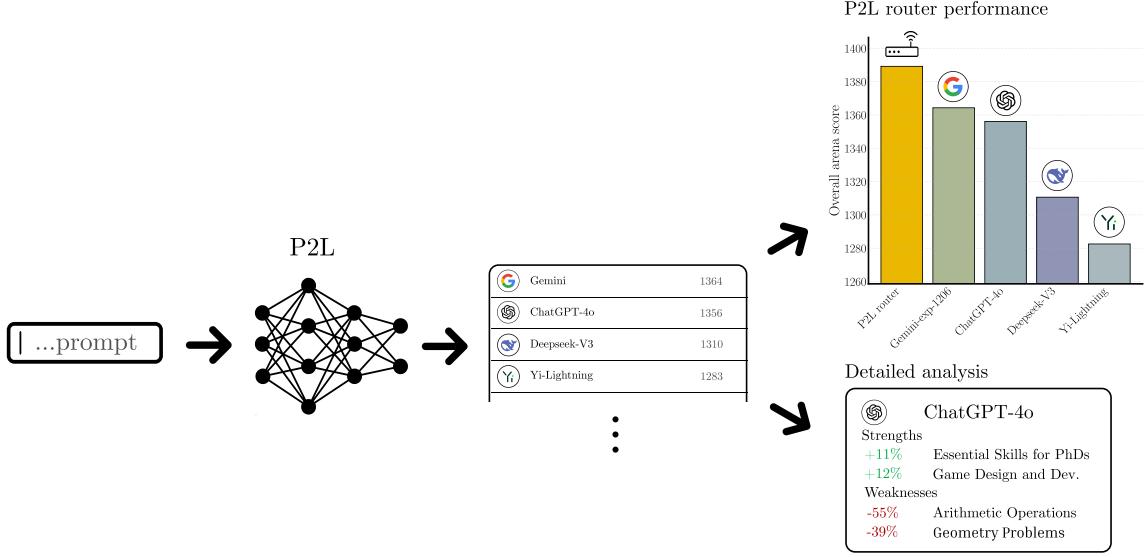 P2L router performance
Overall arena score
1400
1380
1360
1340
1320
1300
1280
1260
P2L router
Gemini-exp-1206
ChatGPT-4o
Deepseek-V3
Yi-Lightning
P2L
...prompt
Gemini 1364
ChatGPT-4o 1356
Deepseek-V3 1310
Yi-Lightning 1283
Detailed analysis
ChatGPT-4o
Strengths
+11% Essential Skills for PhDs
+12% Game Design and Dev.
Weaknesses
-55% Arithmetic Operations
-39% Geometry Problems